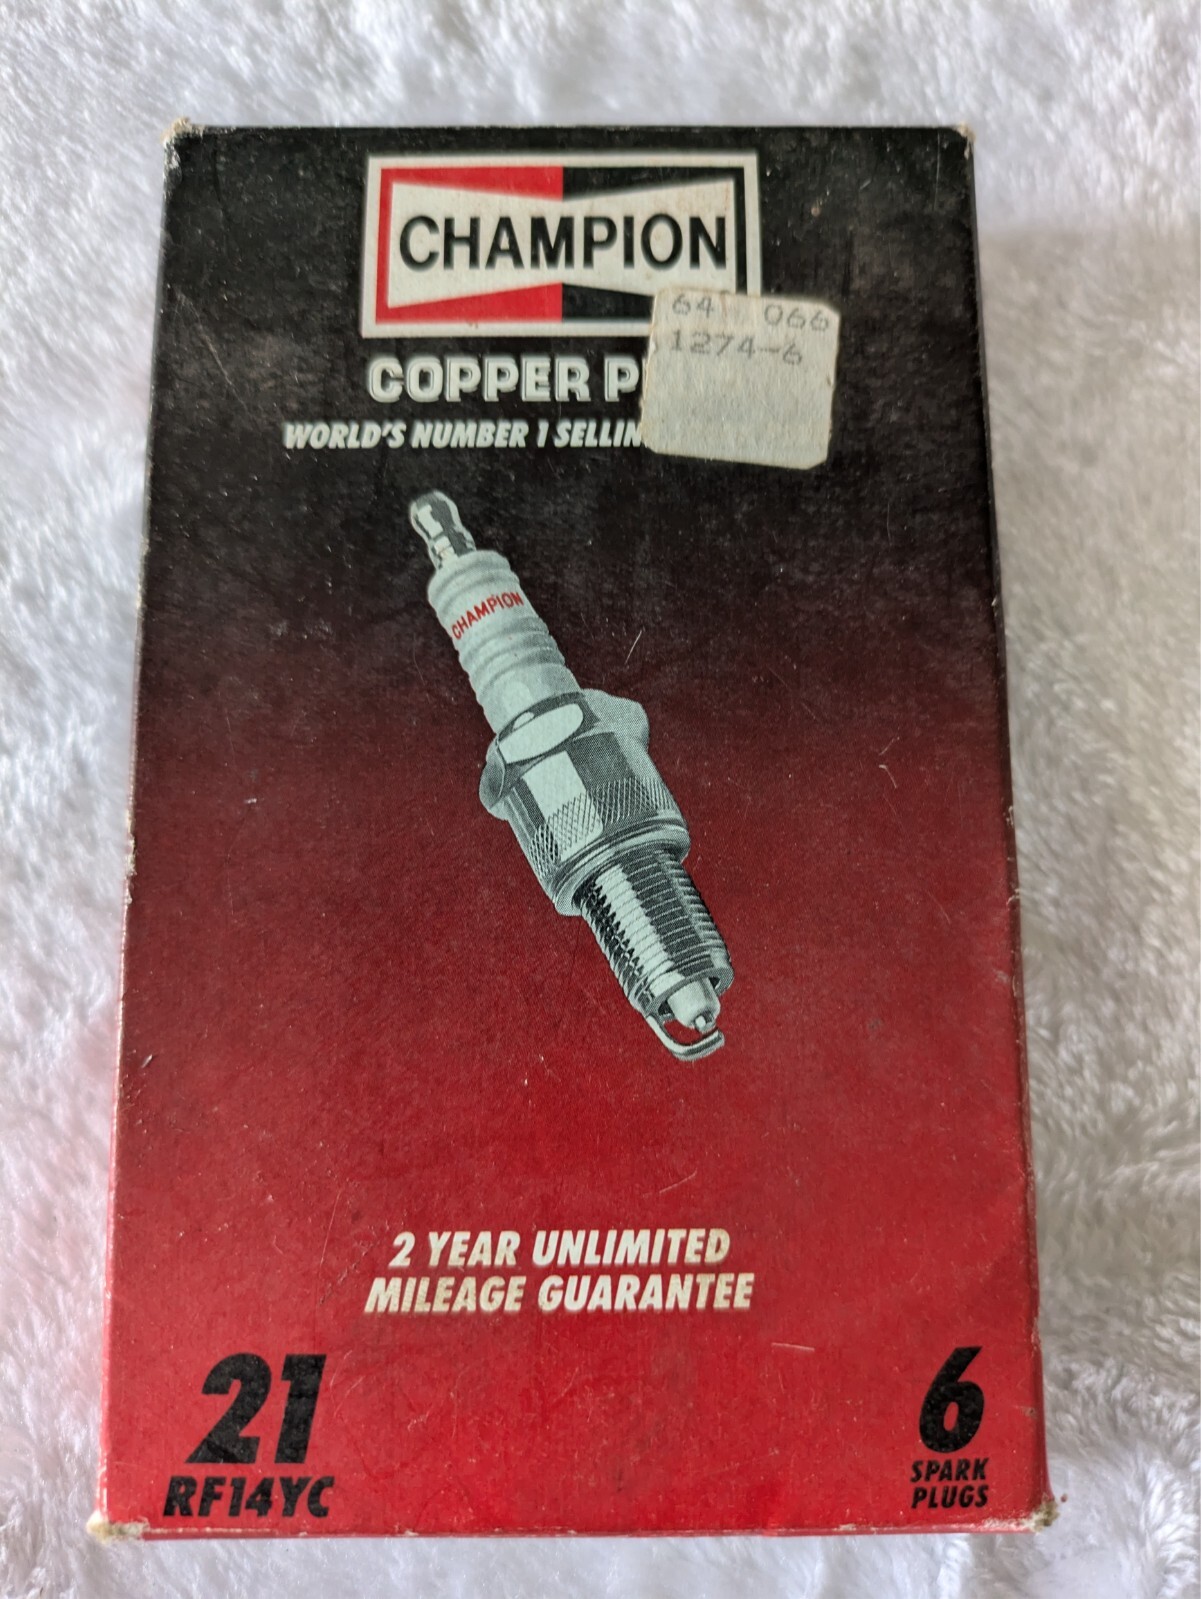 CHAMPION
64 066
1274-6
COPPER
WORLD'S NUMBER 1
CHAMPION
2 YEAR UNLIMITED
MILEAGE GUARANTEE
21
RF14YC
6
SPARK
PLUGS